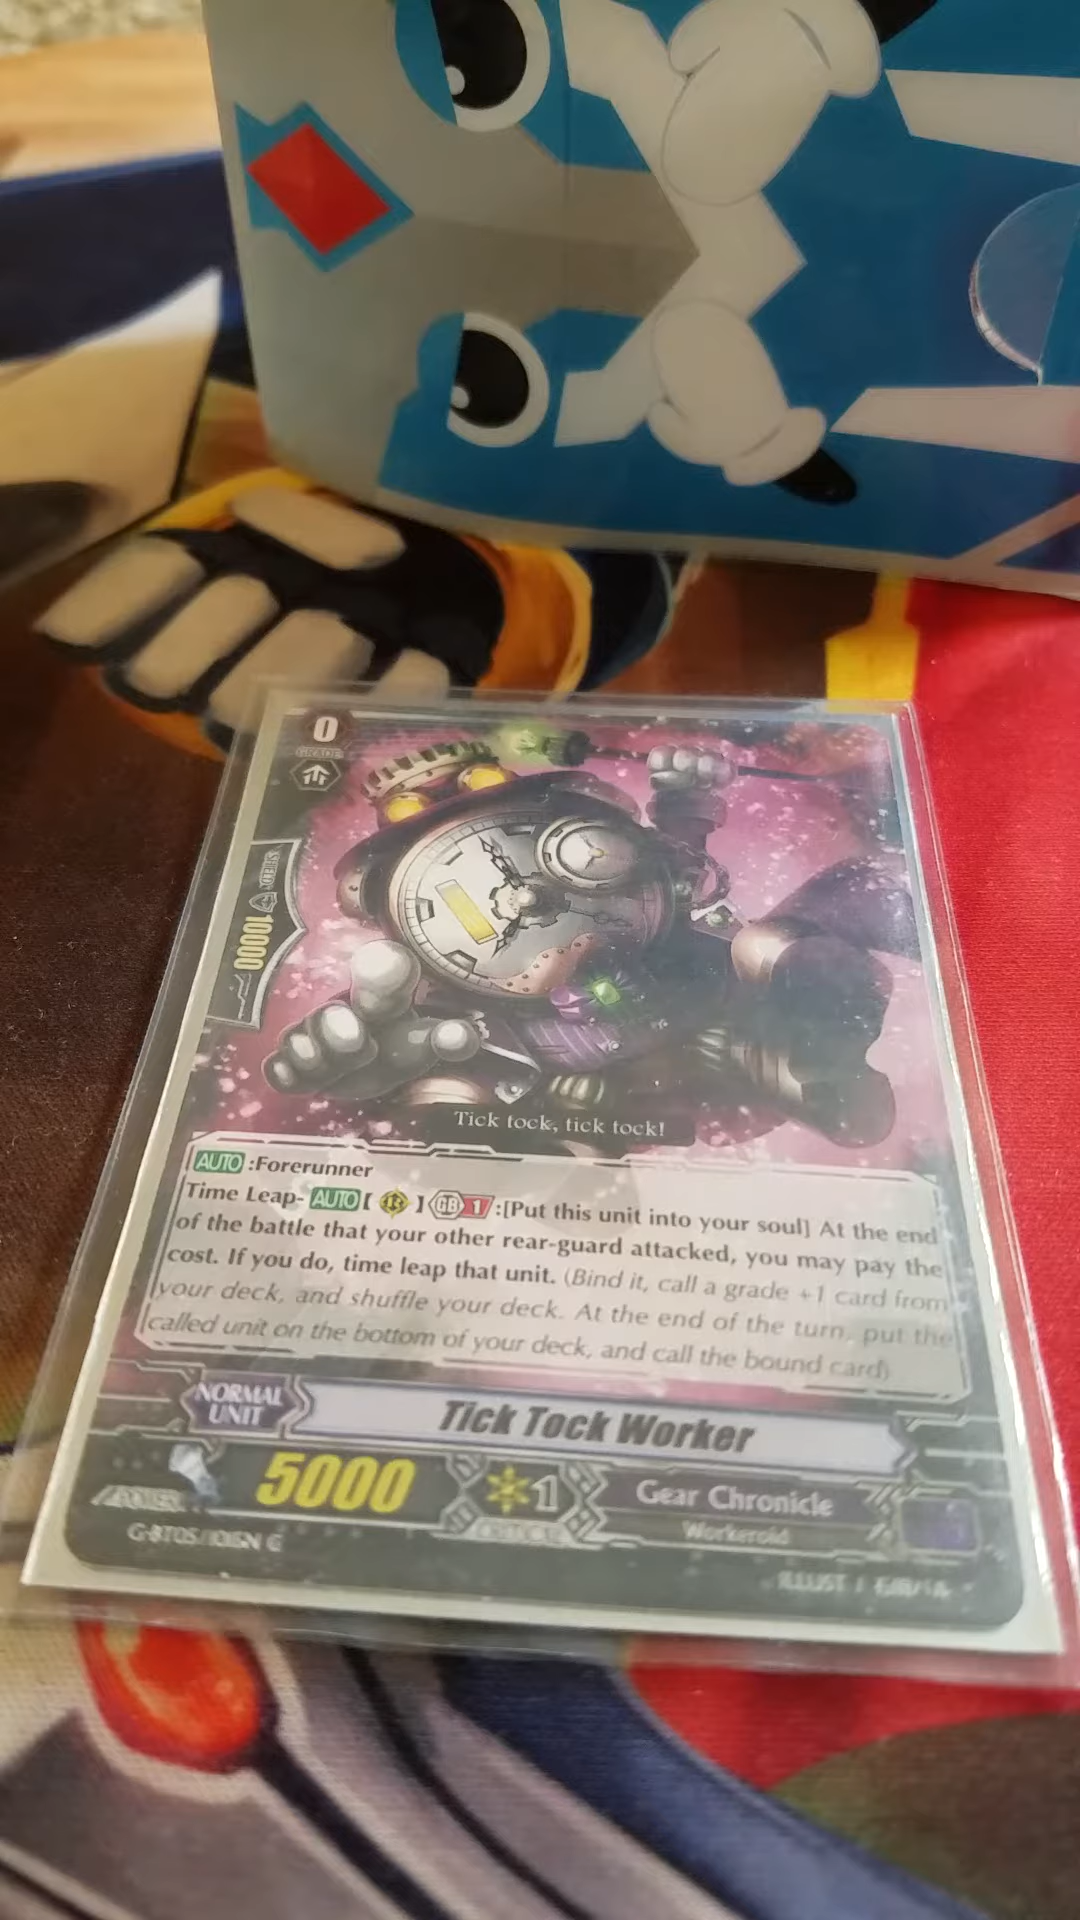 0
GRADE
SHIELD
10000
Tick tock, tick tock!
AUTO :Forerunner
Time Leap- AUTO【 R 】GB 1 :[Put this unit into your soul] At the end
of the battle that your other rear-guard attacked, you may pay the
cost. If you do, time leap that unit. (Bind it, call a grade +1 card from
your deck, and shuffle your deck. At the end of the turn, put the
called unit on the bottom of your deck, and call the bound card)
NORMAL
UNIT
Tick Tock Worker
POWER
5000
1
CRITICAL
Gear Chronicle
Workeroid
ILLUST /